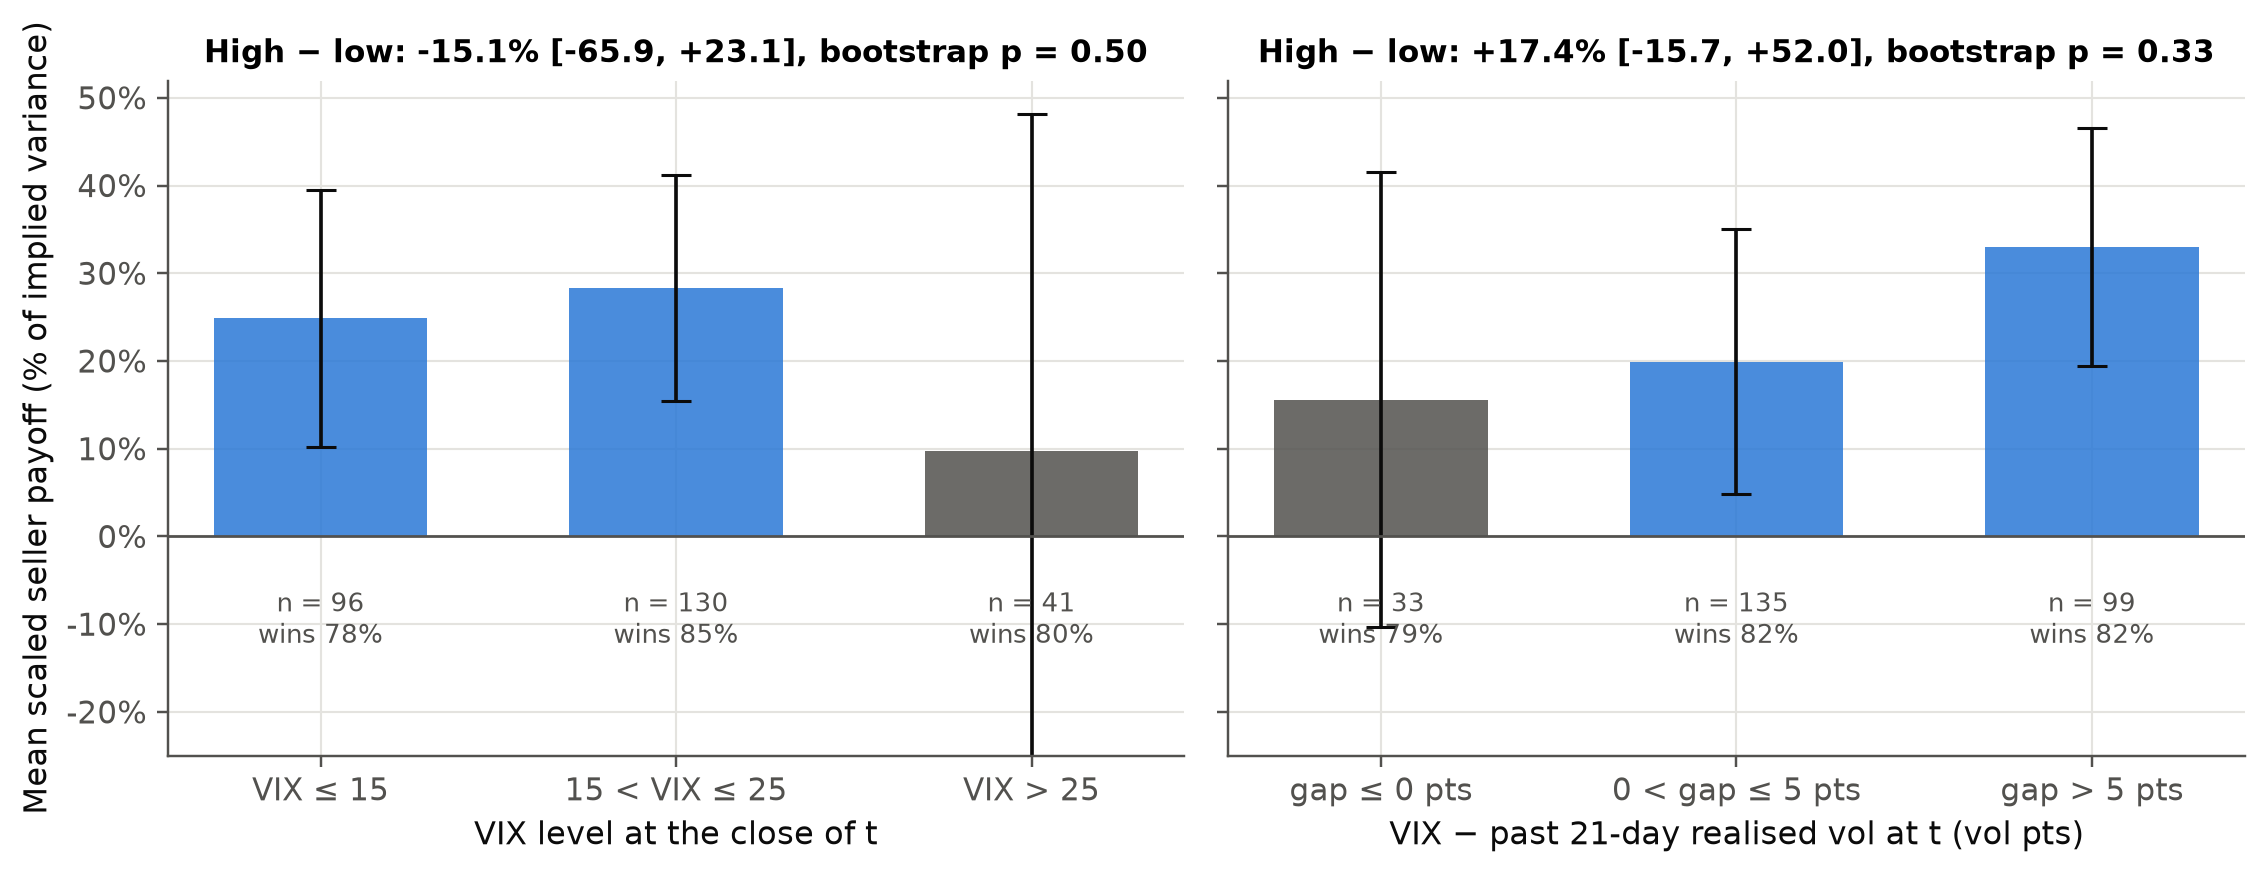 High − low: -15.1% [-65.9, +23.1], bootstrap p = 0.50
High − low: +17.4% [-15.7, +52.0], bootstrap p = 0.33
Mean scaled seller payoff (% of implied variance)
50%
40%
30%
20%
10%
0%
-10%
-20%
n = 96
wins 78%
n = 130
wins 85%
n = 41
wins 80%
n = 33
wins 79%
n = 135
wins 82%
n = 99
wins 82%
VIX ≤ 15
15 < VIX ≤ 25
VIX > 25
gap ≤ 0 pts
0 < gap ≤ 5 pts
gap > 5 pts
VIX level at the close of t
VIX − past 21-day realised vol at t (vol pts)